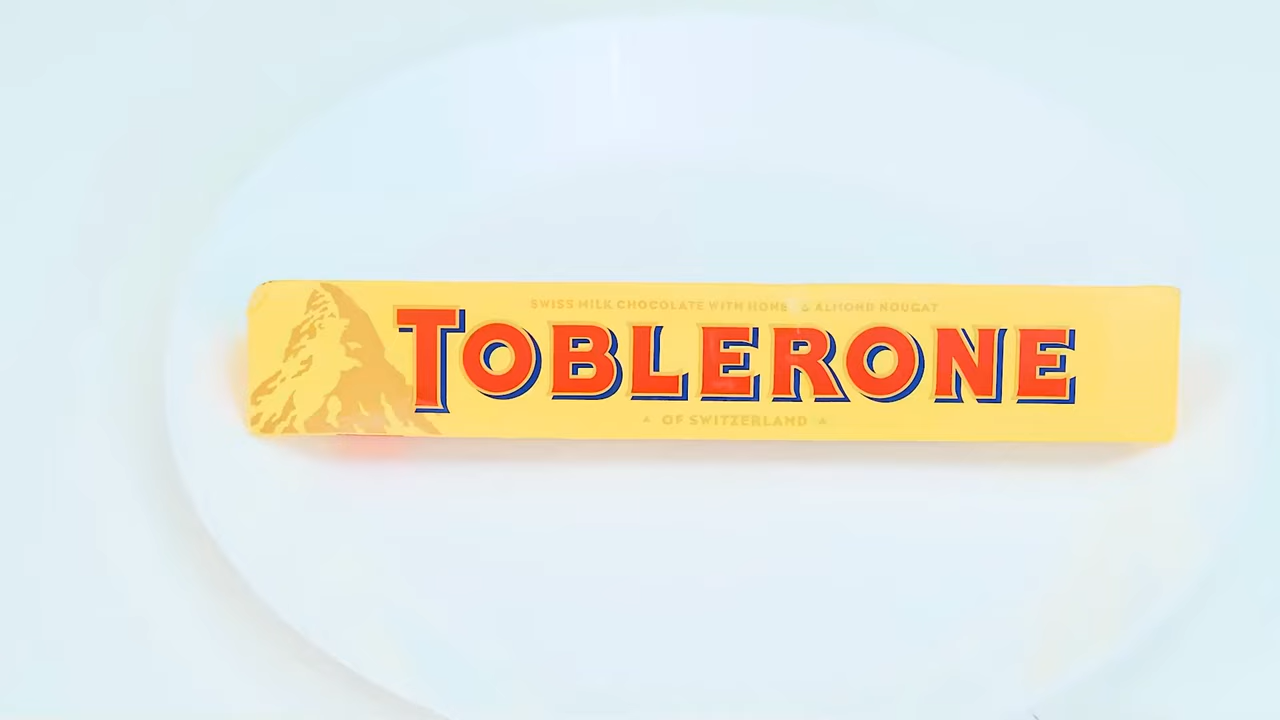 SWISS MILK CHOCOLATE WITH HONEY & ALMOND NOUGAT
TOBLERONE
OF SWITZERLAND